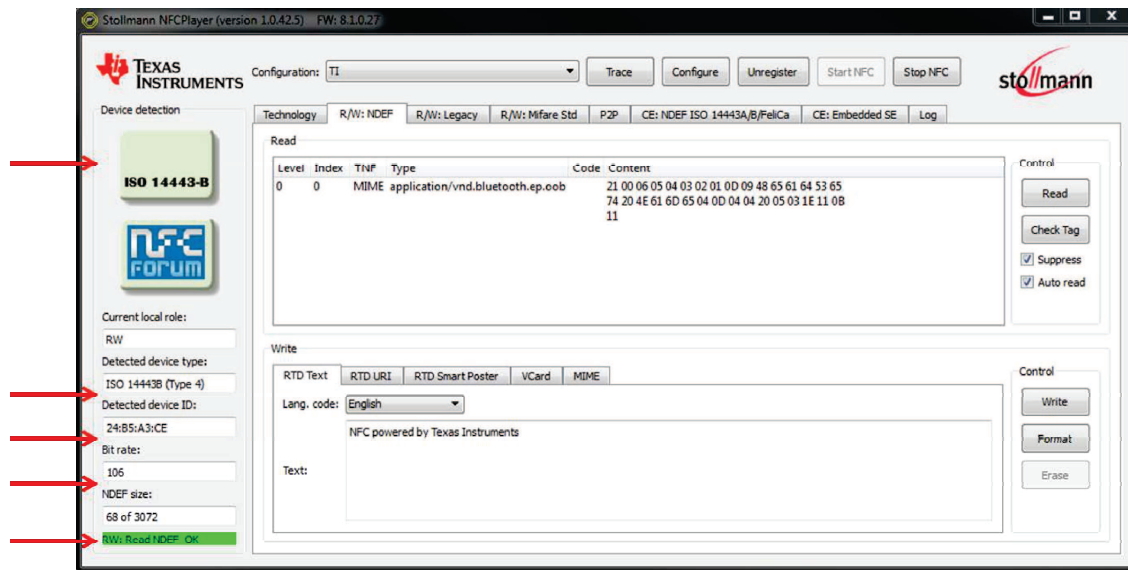 Stollmann NFCPlayer (version 1.0.42.5) FW: 8.1.0.27
TEXAS INSTRUMENTS
Configuration: TI
Trace
Configure
Unregister
Start NFC
Stop NFC
stollmann
Device detection
ISO 14443-B
NFC FORUM
Current local role:
RW
Detected device type:
ISO 14443B (Type 4)
Detected device ID:
24:B5:A3:CE
Bit rate:
106
NDEF size:
68 of 3072
RW: Read NDEF OK
Technology R/W: NDEF R/W: Legacy R/W: Mifare Std P2P CE: NDEF ISO 14443A/B/FeliCa CE: Embedded SE Log
Read
Level Index TNF Type Code Content
0 0 MIME application/vnd.bluetooth.ep.oob 21 00 06 05 04 03 02 01 0D 09 48 65 61 64 53 65
74 20 4E 61 6D 65 04 0D 04 04 20 05 03 1E 11 0B
11
Control
Read
Check Tag
Suppress
Auto read
Write
RTD Text RTD URI RTD Smart Poster VCard MIME
Lang. code: English
Text:
NFC powered by Texas Instruments
Control
Write
Format
Erase